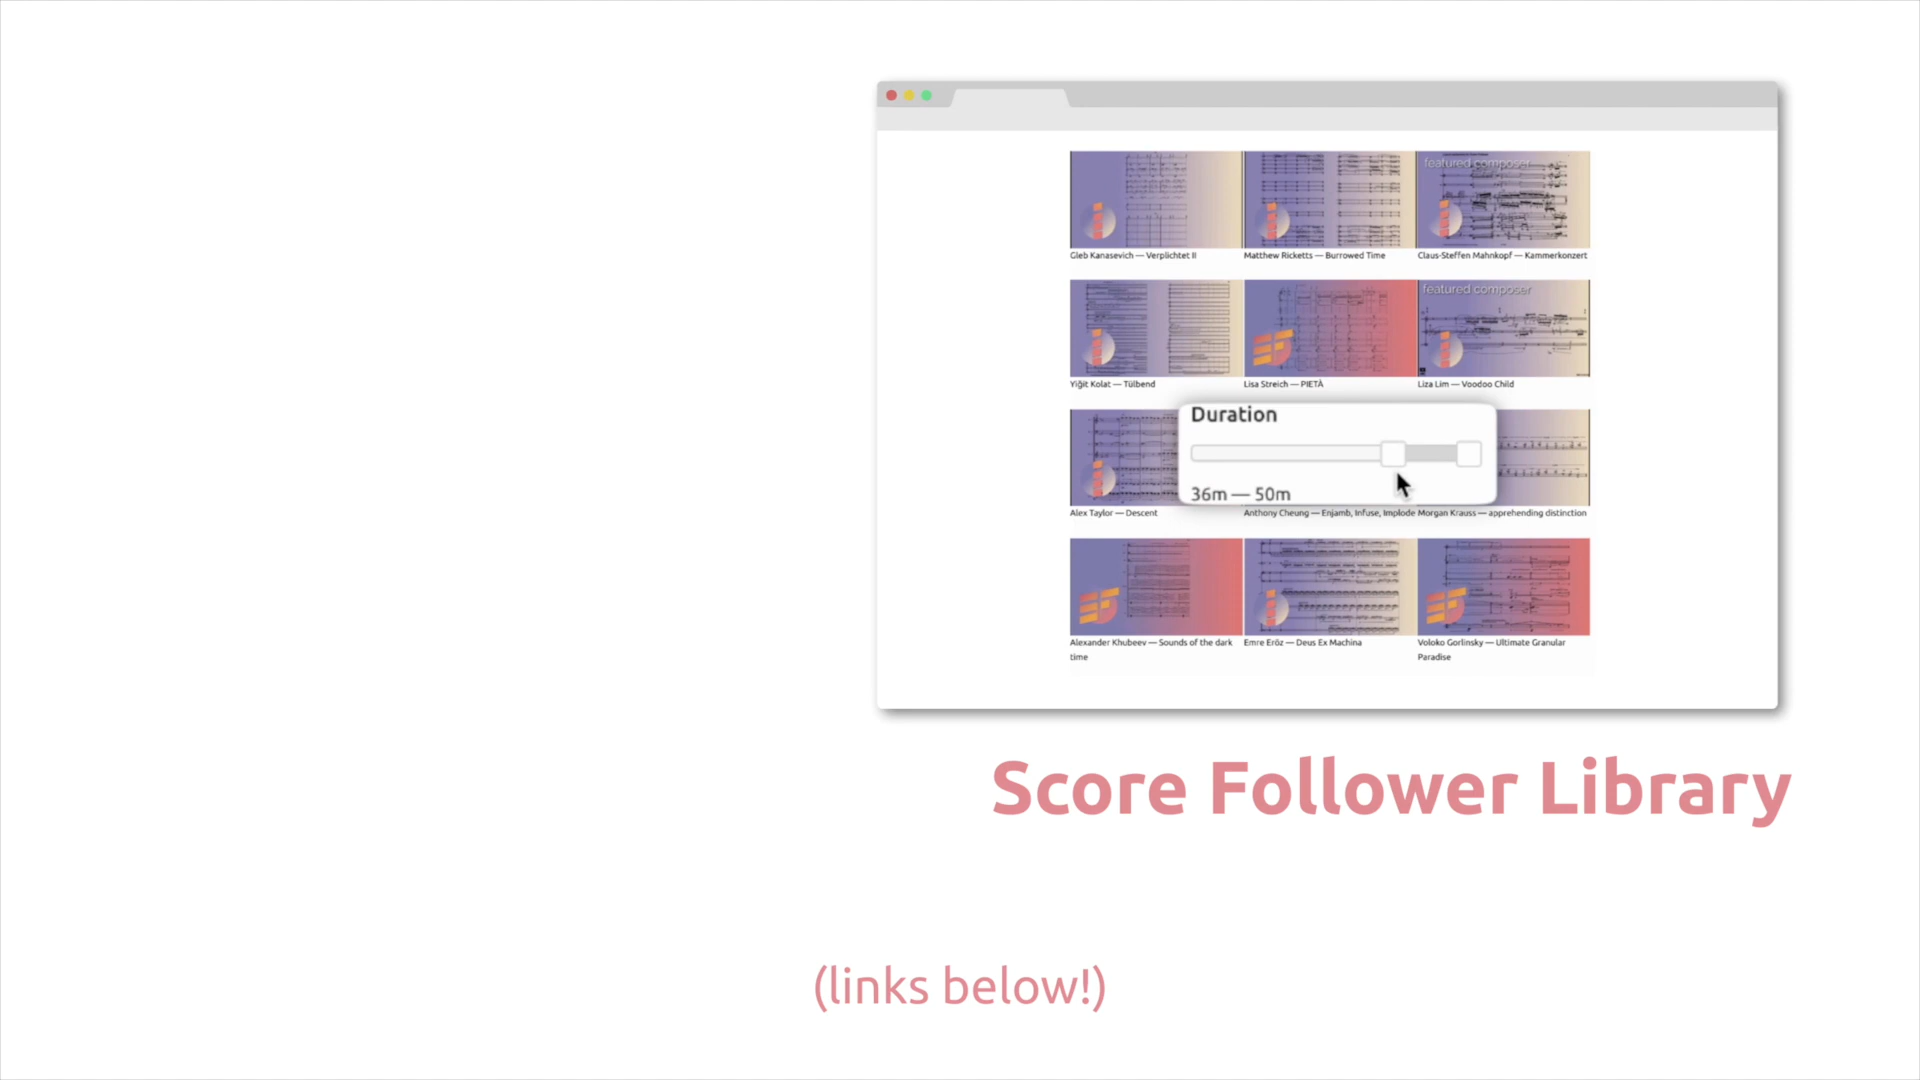 featured composer
Gleb Kanasevich — Verplichtet II
Matthew Ricketts — Burrowed Time
Claus-Steffen Mahnkopf — Kammerkonzert
featured composer
Yiğit Kolat — Tülbend
Lisa Streich — PIETÀ
Liza Lim — Voodoo Child
Duration
36m — 50m
Alex Taylor — Descent
Anthony Cheung — Enjamb, Infuse, Implode
Morgan Krauss — apprehending distinction
Alexander Khubeev — Sounds of the dark
time
Emre Eröz — Deus Ex Machina
Voloko Gorlinsky — Ultimate Granular
Paradise
Score Follower Library
(links below!)